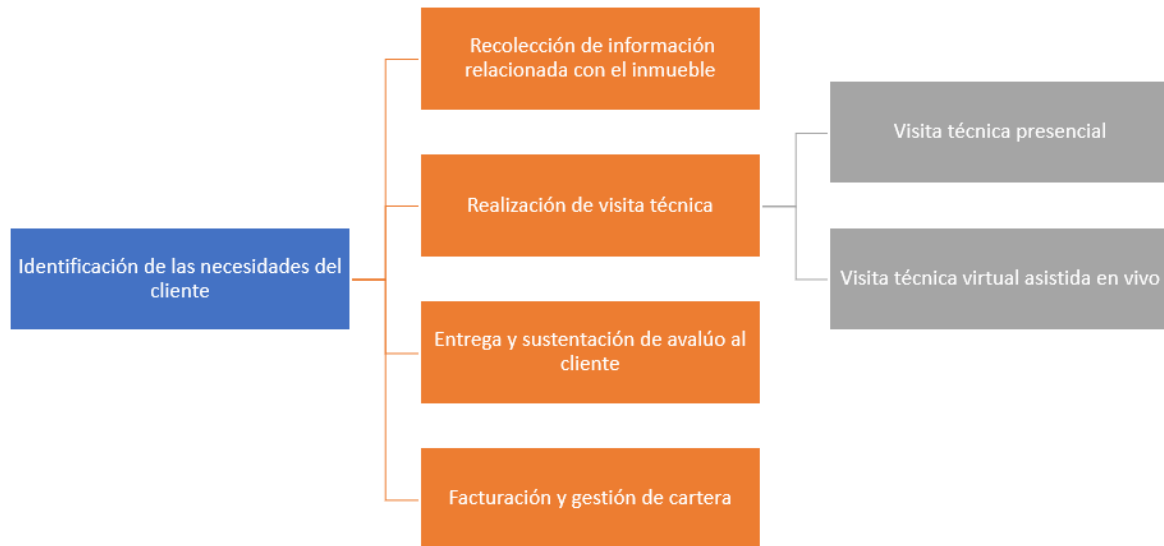 Recolección de información
relacionada con el inmueble
Visita técnica presencial
Realización de visita técnica
Identificación de las necesidades del
cliente
Visita técnica virtual asistida en vivo
Entrega y sustentación de avalúo al
cliente
Facturación y gestión de cartera